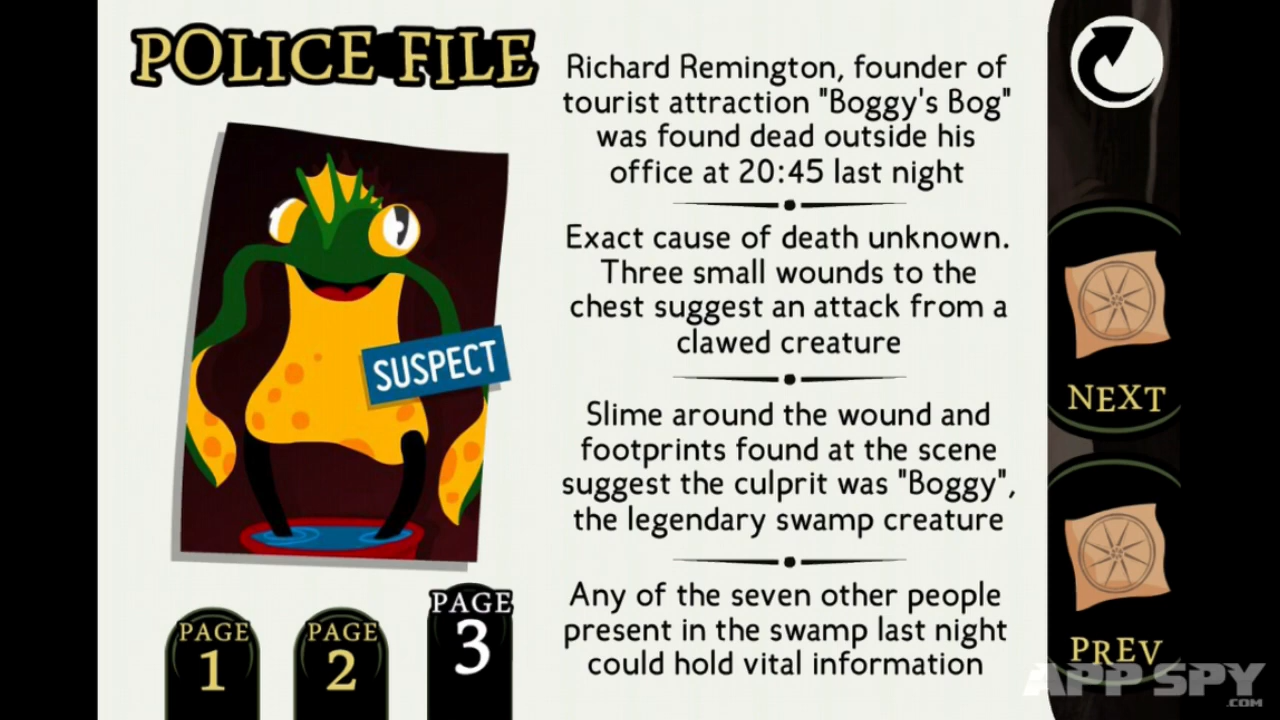 POLICE FILE
Richard Remington, founder of
tourist attraction "Boggy's Bog"
was found dead outside his
office at 20:45 last night
Exact cause of death unknown.
Three small wounds to the
chest suggest an attack from a
clawed creature
Slime around the wound and
footprints found at the scene
suggest the culprit was "Boggy",
the legendary swamp creature
Any of the seven other people
present in the swamp last night
could hold vital information
SUSPECT
PAGE
1
PAGE
2
PAGE
3
NEXT
PREV
APP SPY
.COM